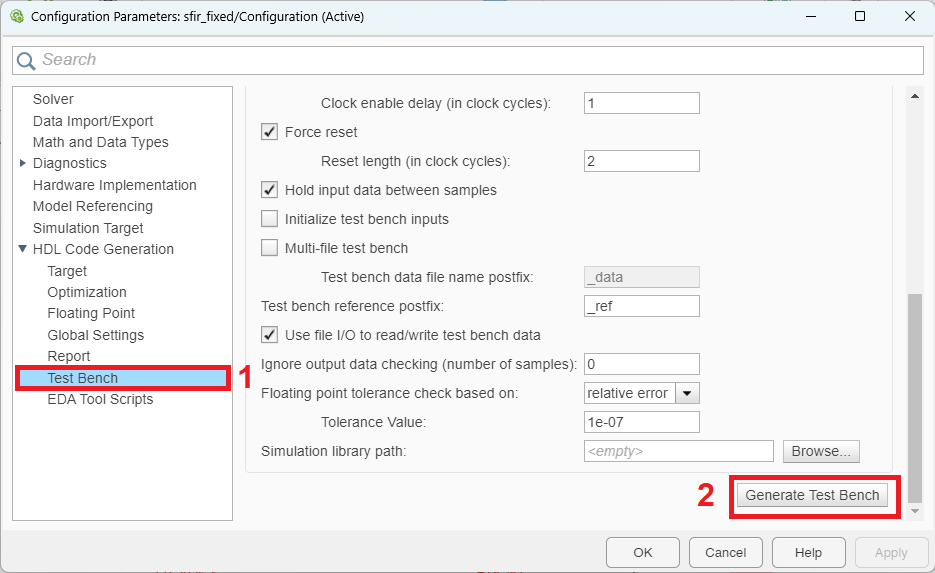 Configuration Parameters: sfir_fixed/Configuration (Active)
Search
Solver
Data Import/Export
Math and Data Types
Diagnostics
Hardware Implementation
Model Referencing
Simulation Target
HDL Code Generation
Target
Optimization
Floating Point
Global Settings
Report
Test Bench
EDA Tool Scripts
1
Clock enable delay (in clock cycles): 1
Force reset
Reset length (in clock cycles): 2
Hold input data between samples
Initialize test bench inputs
Multi-file test bench
Test bench data file name postfix: _data
Test bench reference postfix: _ref
Use file I/O to read/write test bench data
Ignore output data checking (number of samples): 0
Floating point tolerance check based on: relative error
Tolerance Value: 1e-07
Simulation library path: <empty> Browse...
2 Generate Test Bench
OK Cancel Help Apply